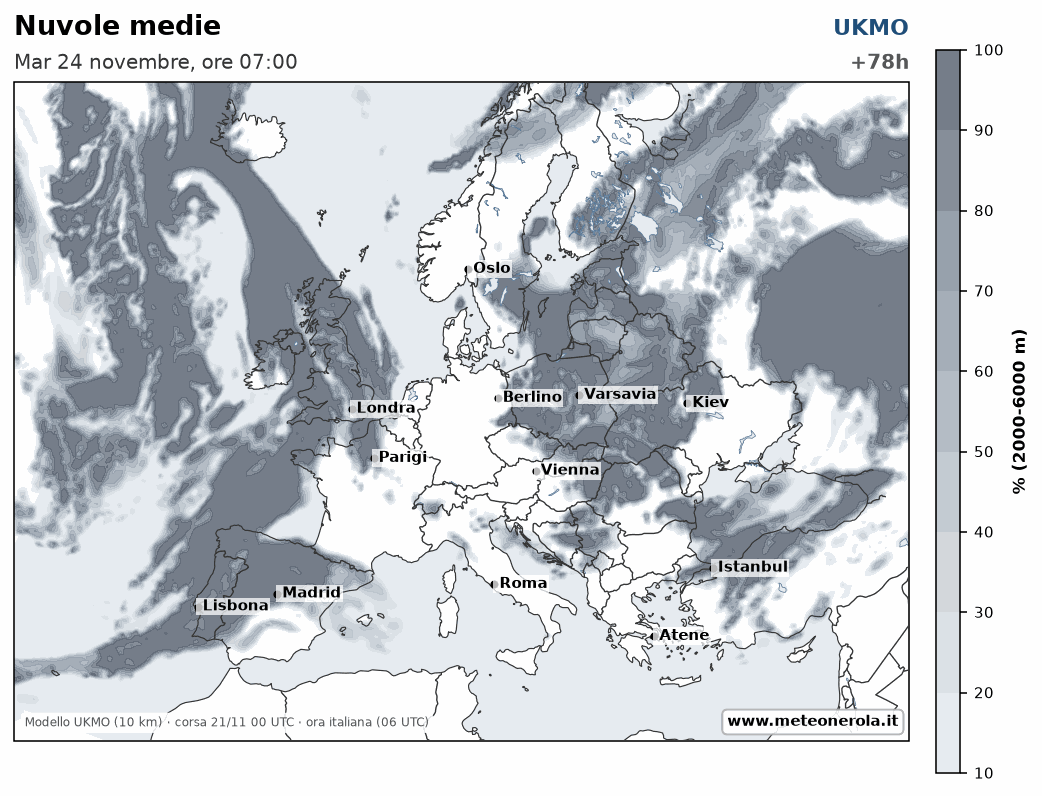 Nuvole medie
UKMO
Mar 24 novembre, ore 07:00
+78h
100
90
80
70
60
50
40
30
20
10
% (2000-6000 m)
Oslo
Berlino
Varsavia
Kiev
Londra
Parigi
Vienna
Istanbul
Roma
Madrid
Lisbona
Atene
Modello UKMO (10 km) · corsa 21/11 00 UTC · ora italiana (06 UTC)
www.meteonerola.it